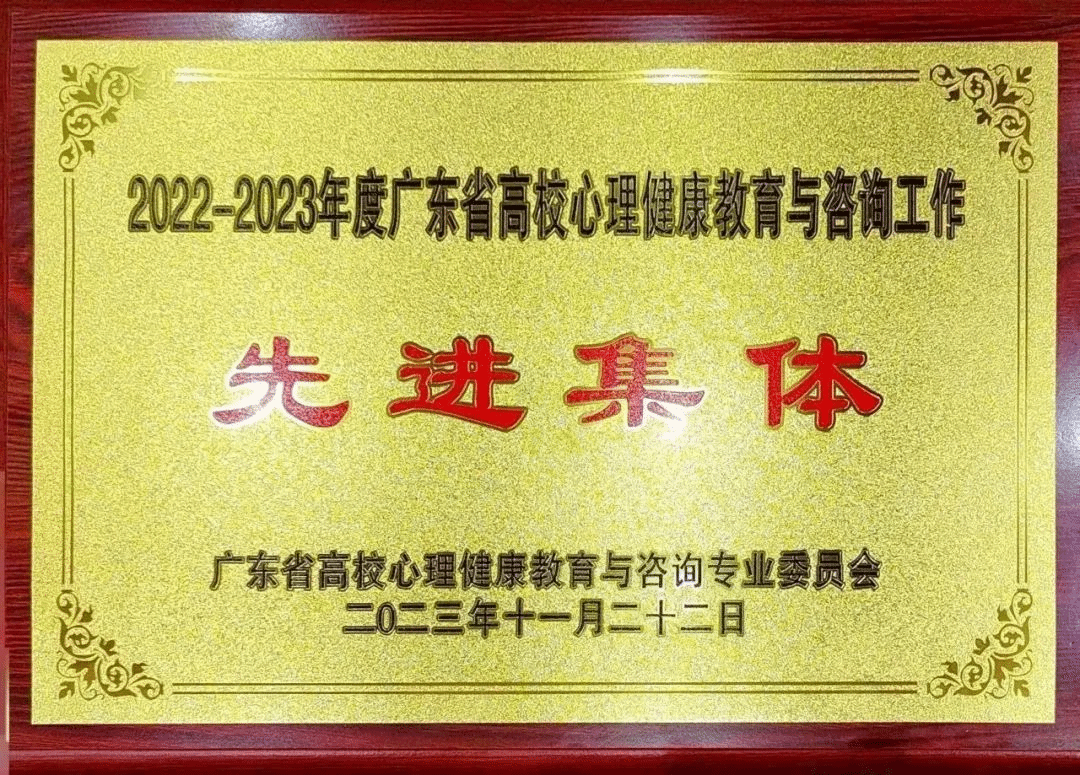 2022-2023年度广东省高校心理健康教育与咨询工作
先进集体
广东省高校心理健康教育与咨询专业委员会
二0二三年十一月二十二日